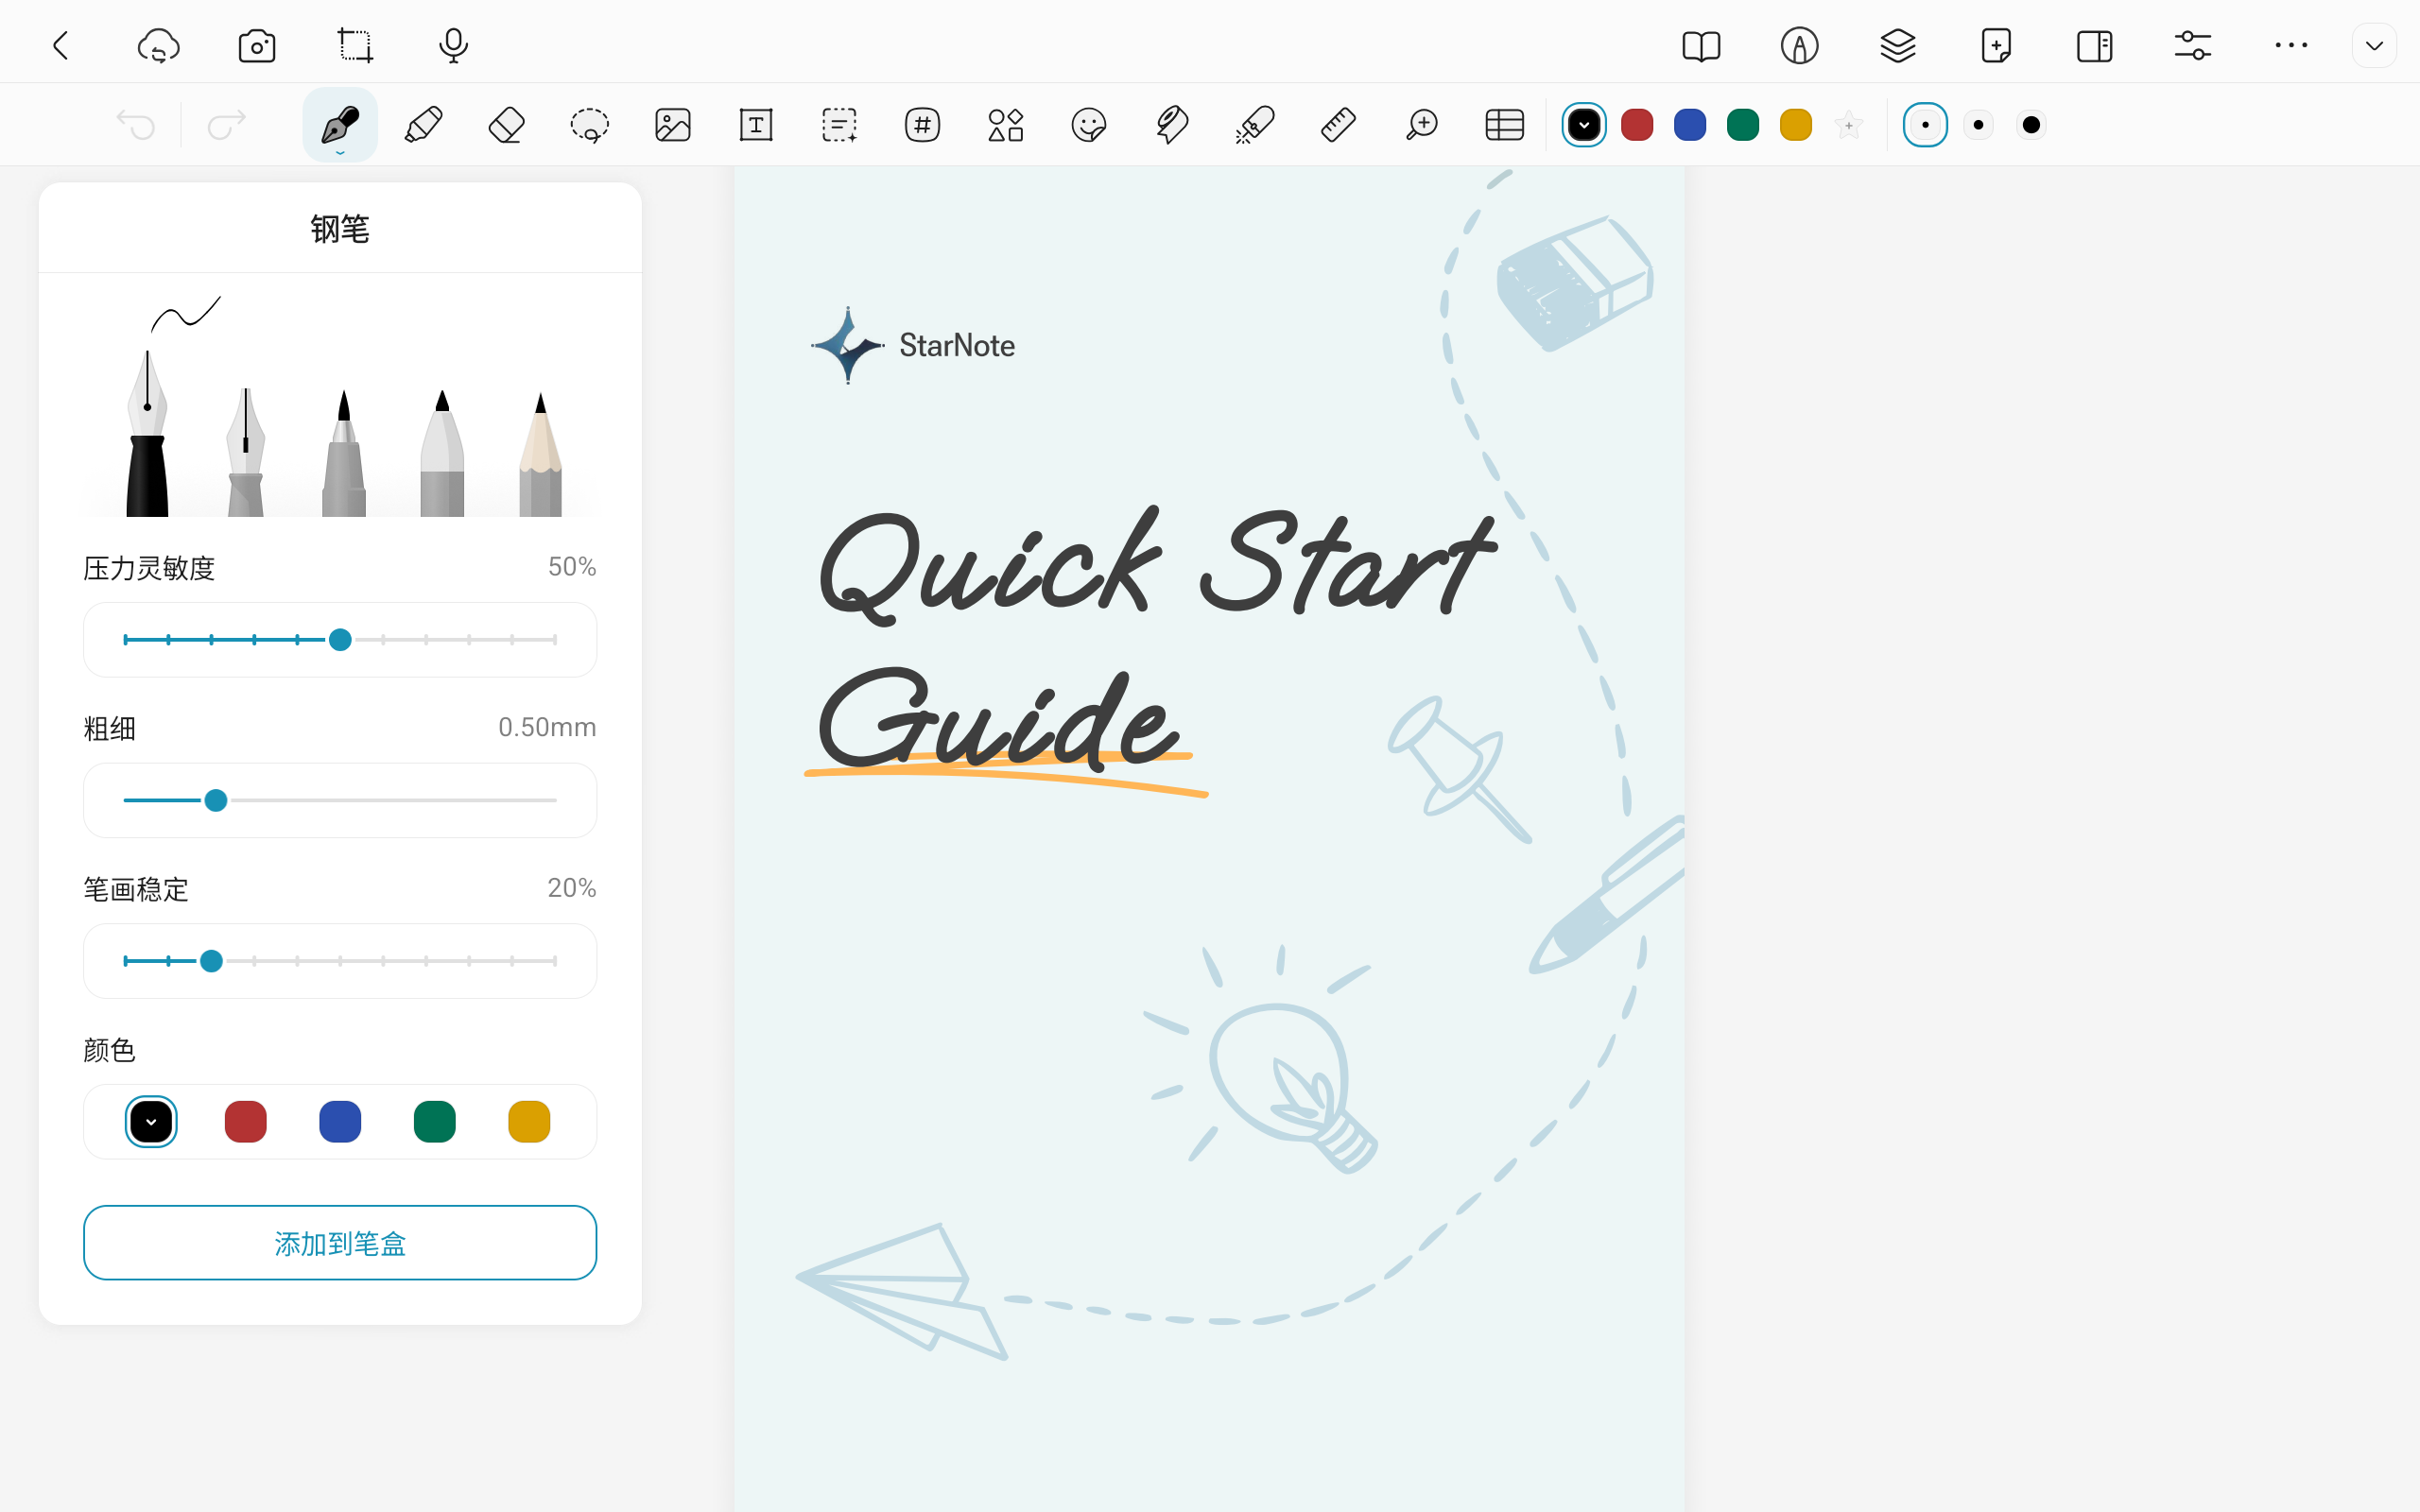 钢笔
压力灵敏度 50%
粗细 0.50mm
笔画稳定 20%
颜色
添加到笔盒
StarNote
Quick Start
Guide